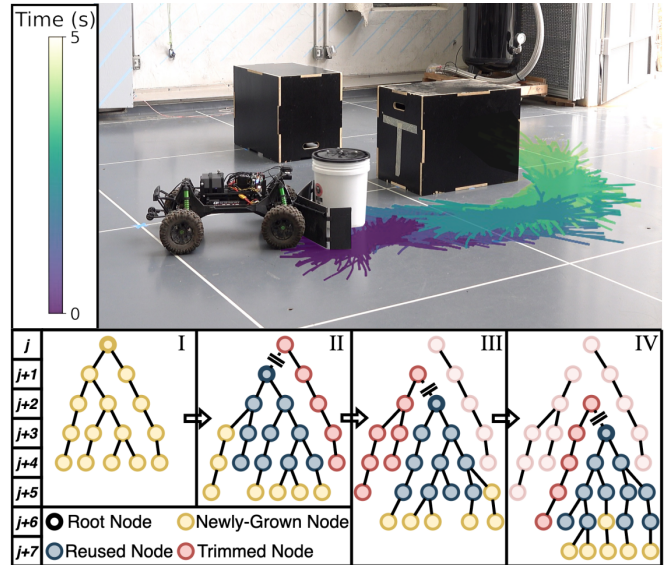 Time (s)
5
0
I
II
III
IV
j
j+1
j+2
j+3
j+4
j+5
j+6
j+7
Root Node
Newly-Grown Node
Reused Node
Trimmed Node